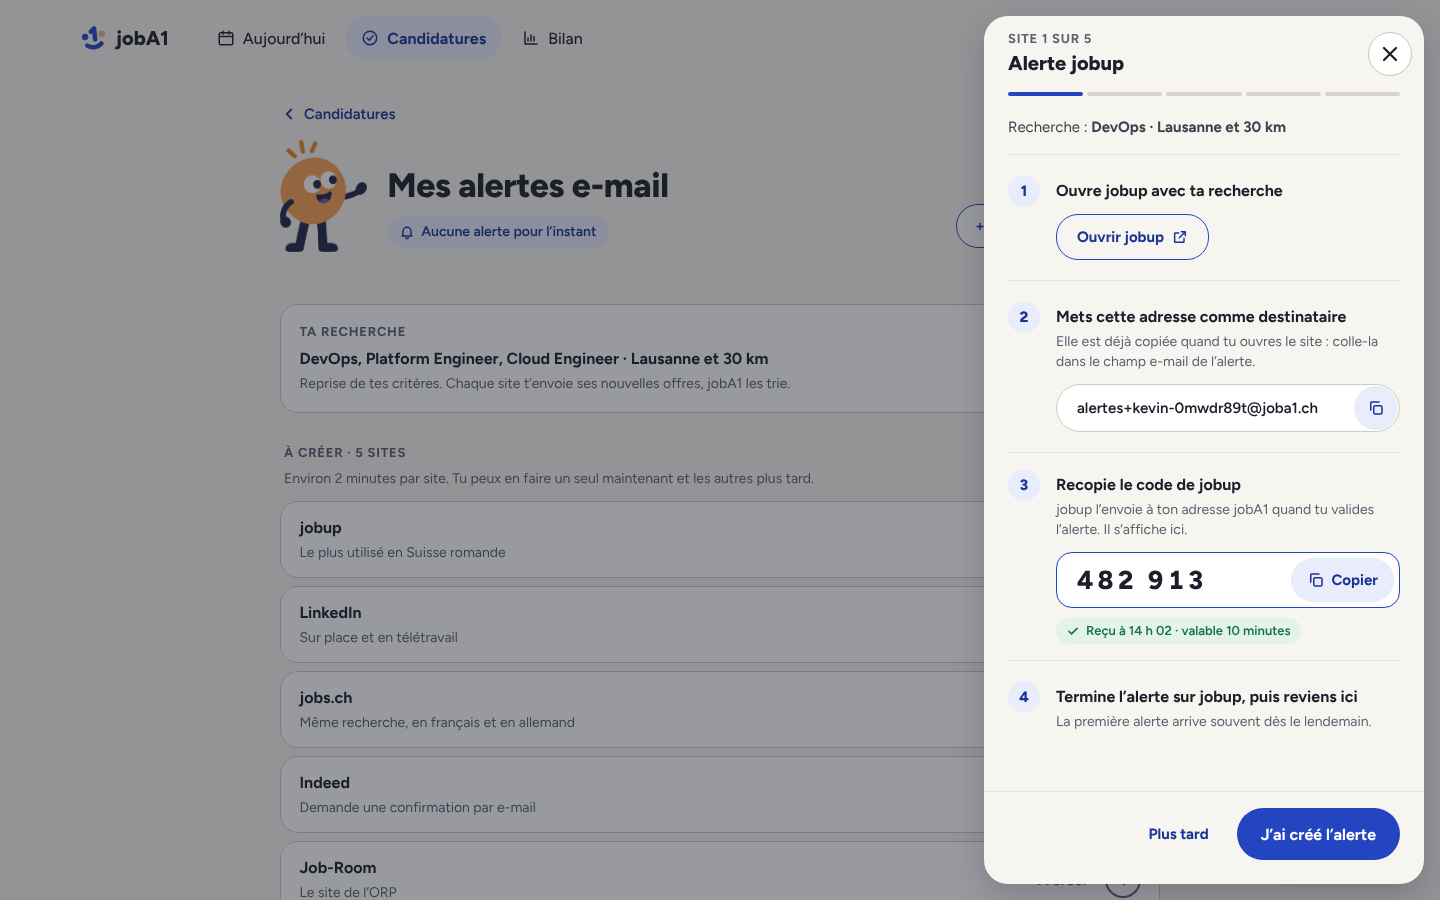 jobA1
Aujourd’hui
Candidatures
Bilan
Candidatures
Mes alertes e-mail
Aucune alerte pour l’instant
+
TA RECHERCHE
DevOps, Platform Engineer, Cloud Engineer · Lausanne et 30 km
Reprise de tes critères. Chaque site t’envoie ses nouvelles offres, jobA1 les trie.
À CRÉER · 5 SITES
Environ 2 minutes par site. Tu peux en faire un seul maintenant et les autres plus tard.
jobup
Le plus utilisé en Suisse romande
LinkedIn
Sur place et en télétravail
jobs.ch
Même recherche, en français et en allemand
Indeed
Demande une confirmation par e-mail
Job-Room
Le site de l’ORP
SITE 1 SUR 5
Alerte jobup
Recherche : DevOps · Lausanne et 30 km
1
Ouvre jobup avec ta recherche
Ouvrir jobup
2
Mets cette adresse comme destinataire
Elle est déjà copiée quand tu ouvres le site : colle-la
dans le champ e-mail de l’alerte.
alertes+kevin-0mwdr89t@joba1.ch
3
Recopie le code de jobup
jobup l’envoie à ton adresse jobA1 quand tu valides
l’alerte. Il s’affiche ici.
482 913
Copier
Reçu à 14 h 02 · valable 10 minutes
4
Termine l’alerte sur jobup, puis reviens ici
La première alerte arrive souvent dès le lendemain.
Plus tard
J’ai créé l’alerte